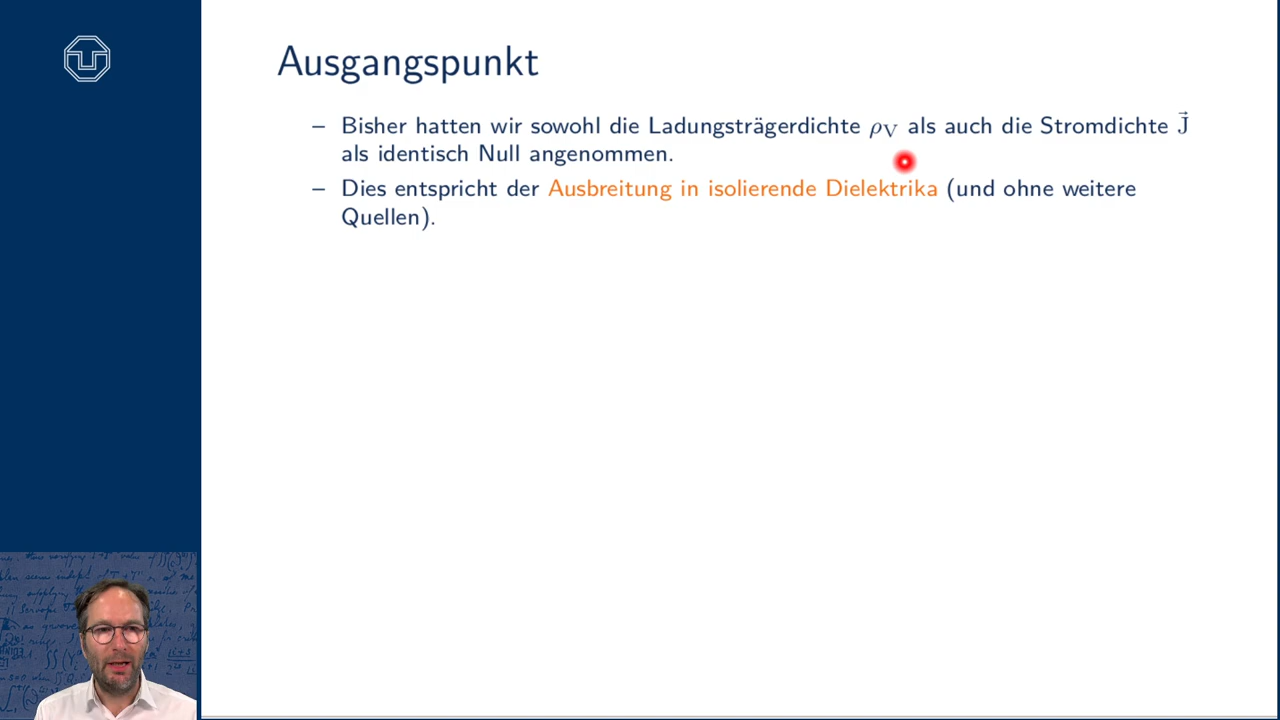 Ausgangspunkt
– Bisher hatten wir sowohl die Ladungsträgerdichte ρ_V als auch die Stromdichte J⃗
als identisch Null angenommen.
– Dies entspricht der Ausbreitung in isolierende Dielektrika (und ohne weitere
Quellen).